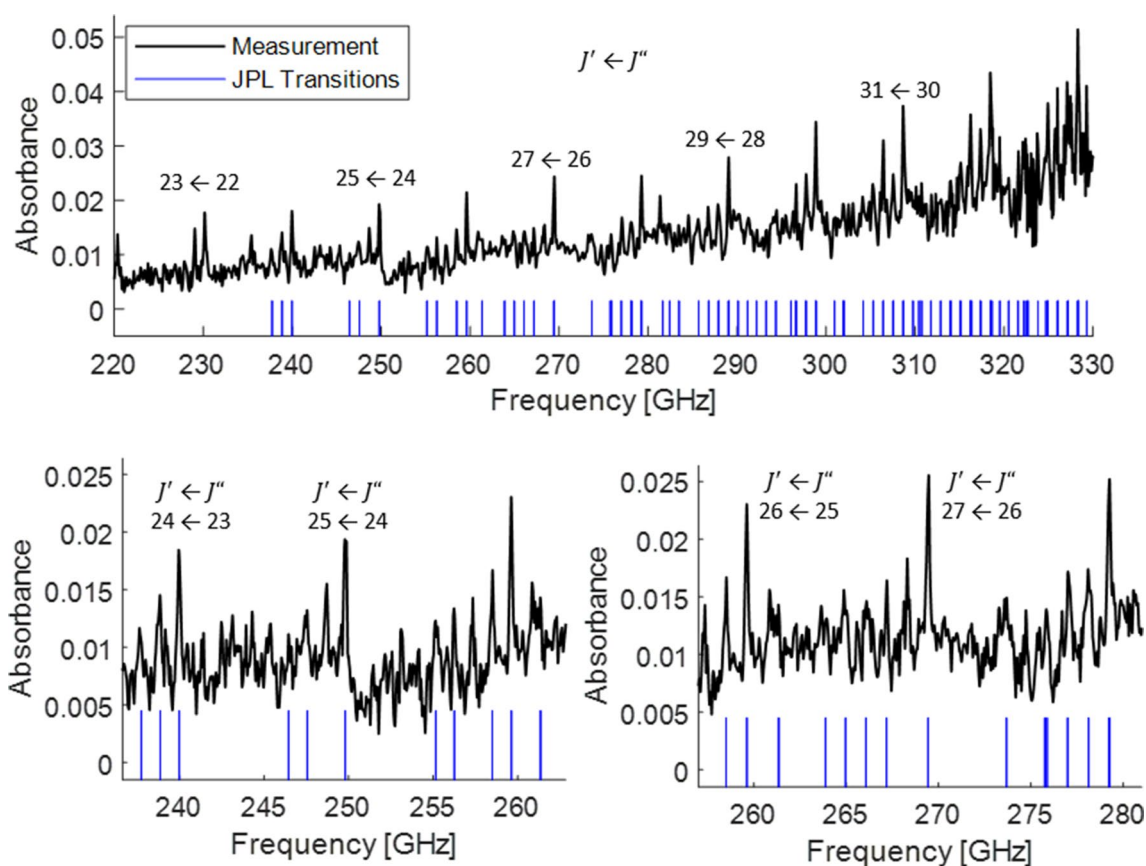 Measurement
JPL Transitions
J′ ← J″
23 ← 22
25 ← 24
27 ← 26
29 ← 28
31 ← 30
Absorbance
0.05
0.04
0.03
0.02
0.01
0
220 230 240 250 260 270 280 290 300 310 320 330
Frequency [GHz]
J′ ← J″
24 ← 23
J′ ← J″
25 ← 24
Absorbance
0.025
0.02
0.015
0.01
0.005
0
240 245 250 255 260
Frequency [GHz]
J′ ← J″
26 ← 25
J′ ← J″
27 ← 26
Absorbance
0.025
0.02
0.015
0.01
0.005
0
260 265 270 275 280
Frequency [GHz]